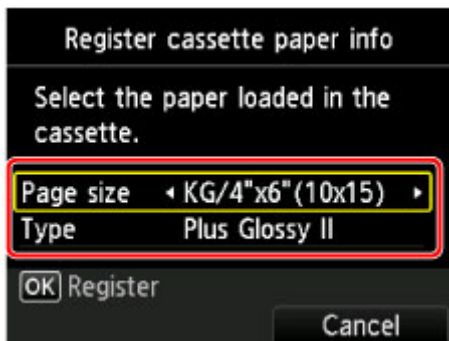 Register cassette paper info
Select the paper loaded in the
cassette.
Page size KG/4"x6"(10x15)
Type Plus Glossy II
OK Register
Cancel